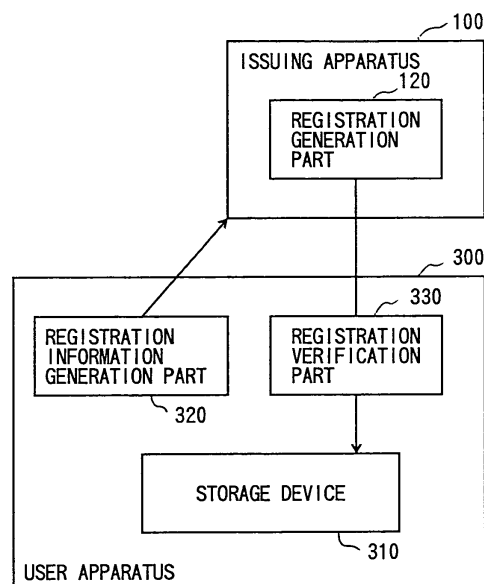 100
ISSUING APPARATUS
120
REGISTRATION
GENERATION
PART
300
330
REGISTRATION
INFORMATION
GENERATION PART
REGISTRATION
VERIFICATION
PART
320
STORAGE DEVICE
310
USER APPARATUS